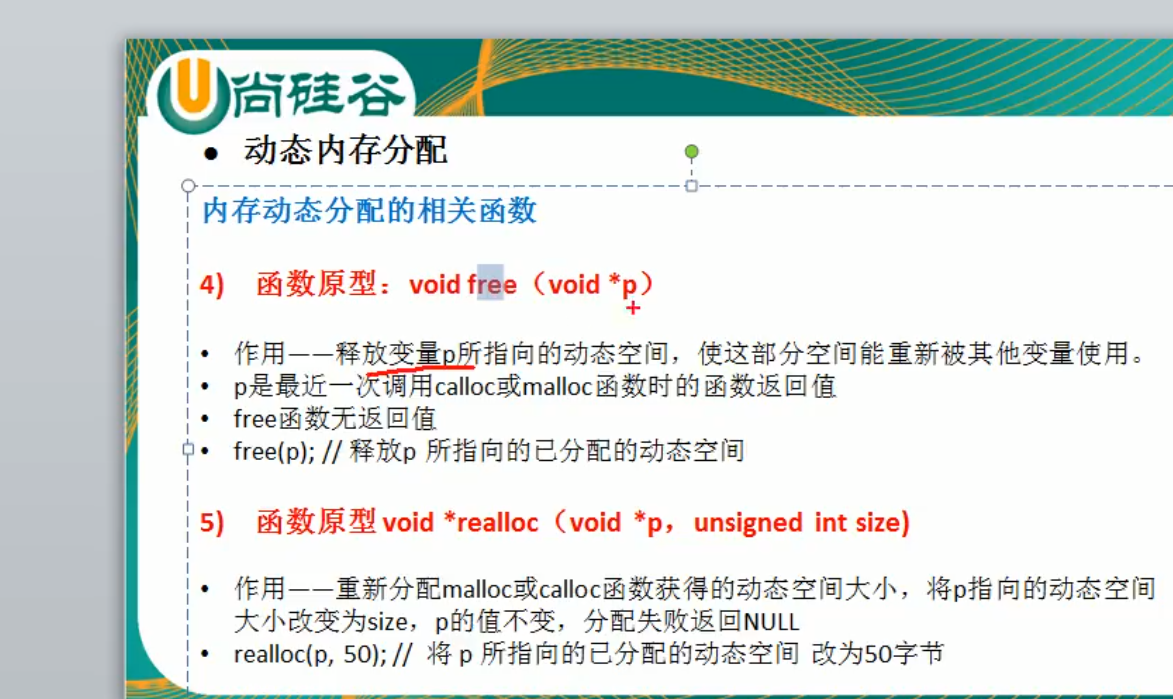 尚硅谷
• 动态内存分配
内存动态分配的相关函数
4) 函数原型：void free（void *p）
• 作用——释放变量p所指向的动态空间，使这部分空间能重新被其他变量使用。
• p是最近一次调用calloc或malloc函数时的函数返回值
• free函数无返回值
• free(p); // 释放p 所指向的已分配的动态空间
5) 函数原型void *realloc（void *p，unsigned int size)
• 作用——重新分配malloc或calloc函数获得的动态空间大小，将p指向的动态空间
大小改变为size，p的值不变，分配失败返回NULL
• realloc(p, 50); // 将 p 所指向的已分配的动态空间 改为50字节